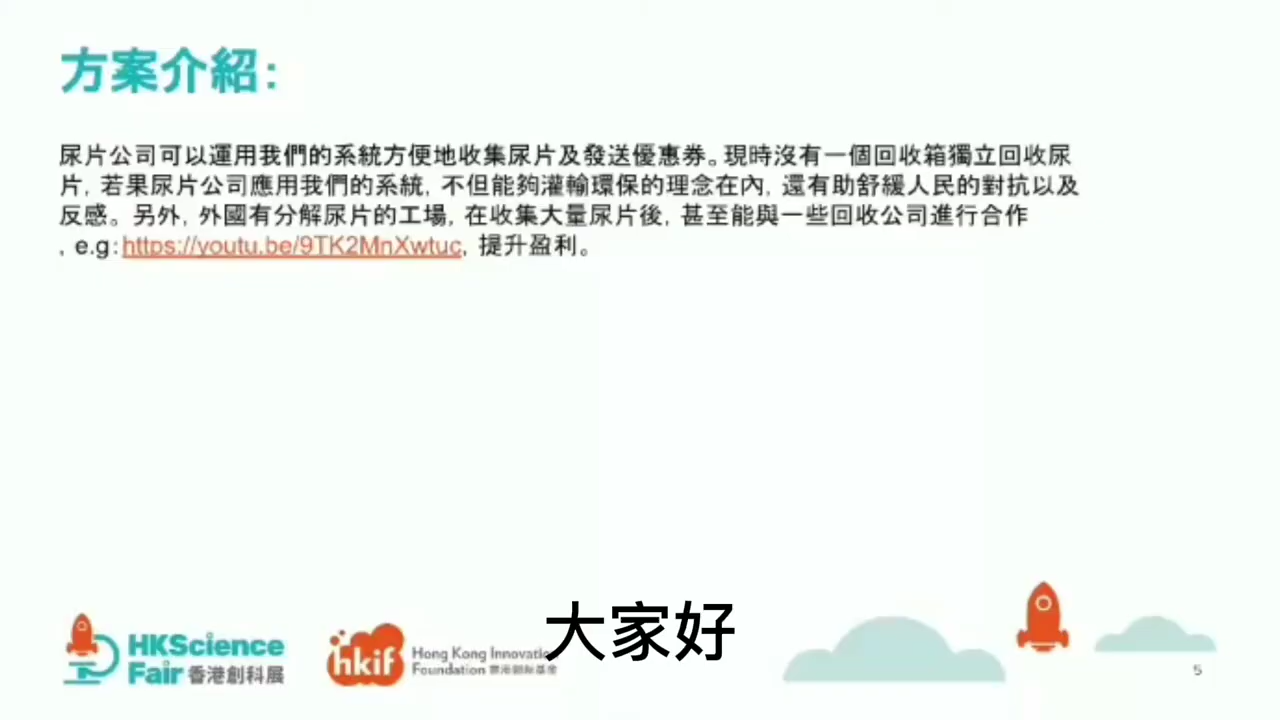 方案介紹：
尿片公司可以運用我們的系統方便地收集尿片及發送優惠券。現時沒有一個回收箱獨立回收尿
片，若果尿片公司應用我們的系統，不但能夠灌輸環保的理念在內，還有助舒緩人民的對抗以及
反感。另外，外國有分解尿片的工場，在收集大量尿片後，甚至能與一些回收公司進行合作
，e.g：https://youtu.be/9TK2MnXwtuc，提升盈利。
大家好
HKScience
Fair 香港創科展
hkif
Hong Kong Innovation
Foundation 香港創新基金
5